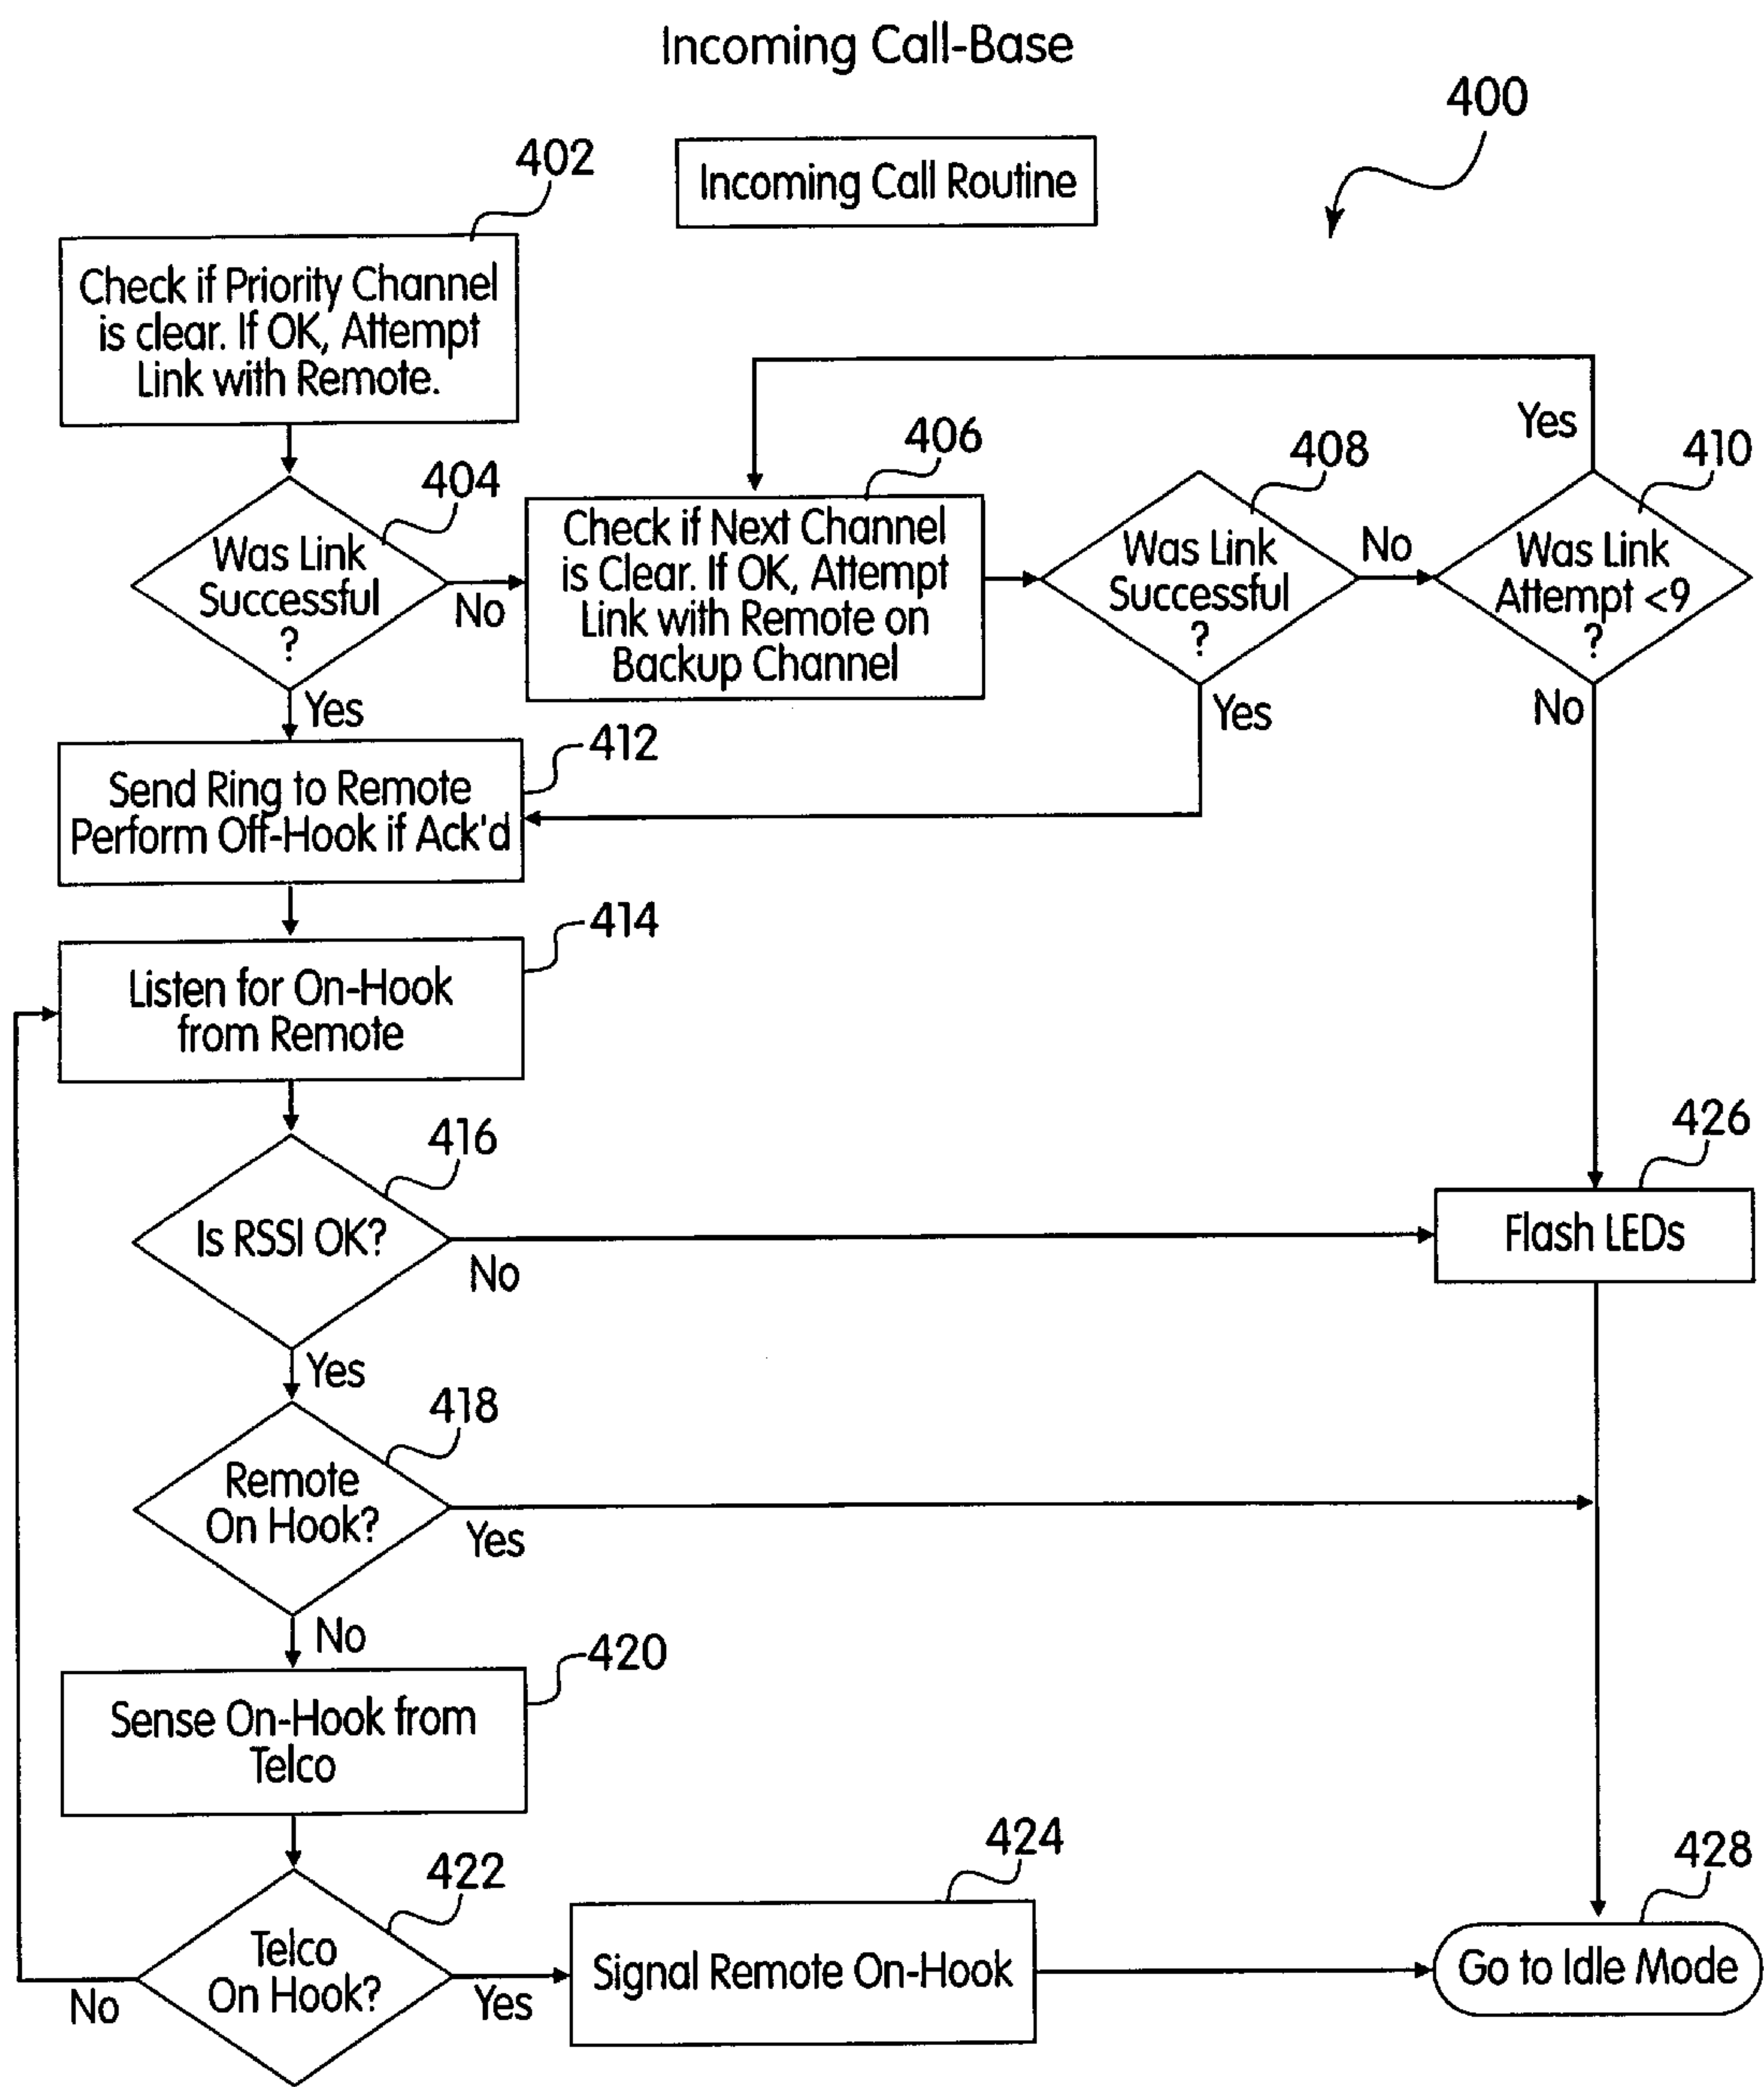 Incoming Call-Base
400
Incoming Call Routine
402
Check if Priority Channel
is clear. If OK, Attempt
Link with Remote.
404
Was Link
Successful
?
No
Yes
406
Check if Next Channel
is Clear. If OK, Attempt
Link with Remote on
Backup Channel
408
Was Link
Successful
?
No
Yes
410
Was Link
Attempt <9
?
Yes
No
412
Send Ring to Remote
Perform Off-Hook if Ack'd
414
Listen for On-Hook
from Remote
416
Is RSSI OK?
No
Yes
426
Flash LEDs
418
Remote
On Hook?
Yes
No
420
Sense On-Hook from
Telco
422
Telco
On Hook?
No
Yes
424
Signal Remote On-Hook
428
Go to Idle Mode